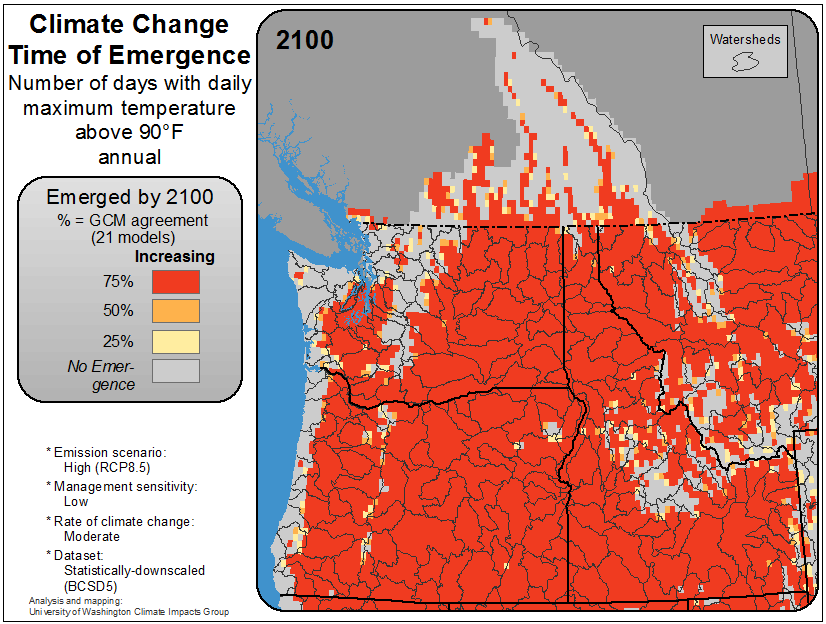 Climate Change
Time of Emergence
Number of days with daily
maximum temperature
above 90°F
annual
Emerged by 2100
% = GCM agreement
(21 models)
Increasing
75%
50%
25%
No Emer-
gence
* Emission scenario:
High (RCP8.5)
* Management sensitivity:
Low
* Rate of climate change:
Moderate
* Dataset:
Statistically-downscaled
(BCSD5)
Analysis and mapping:
University of Washington Climate Impacts Group
2100
Watersheds